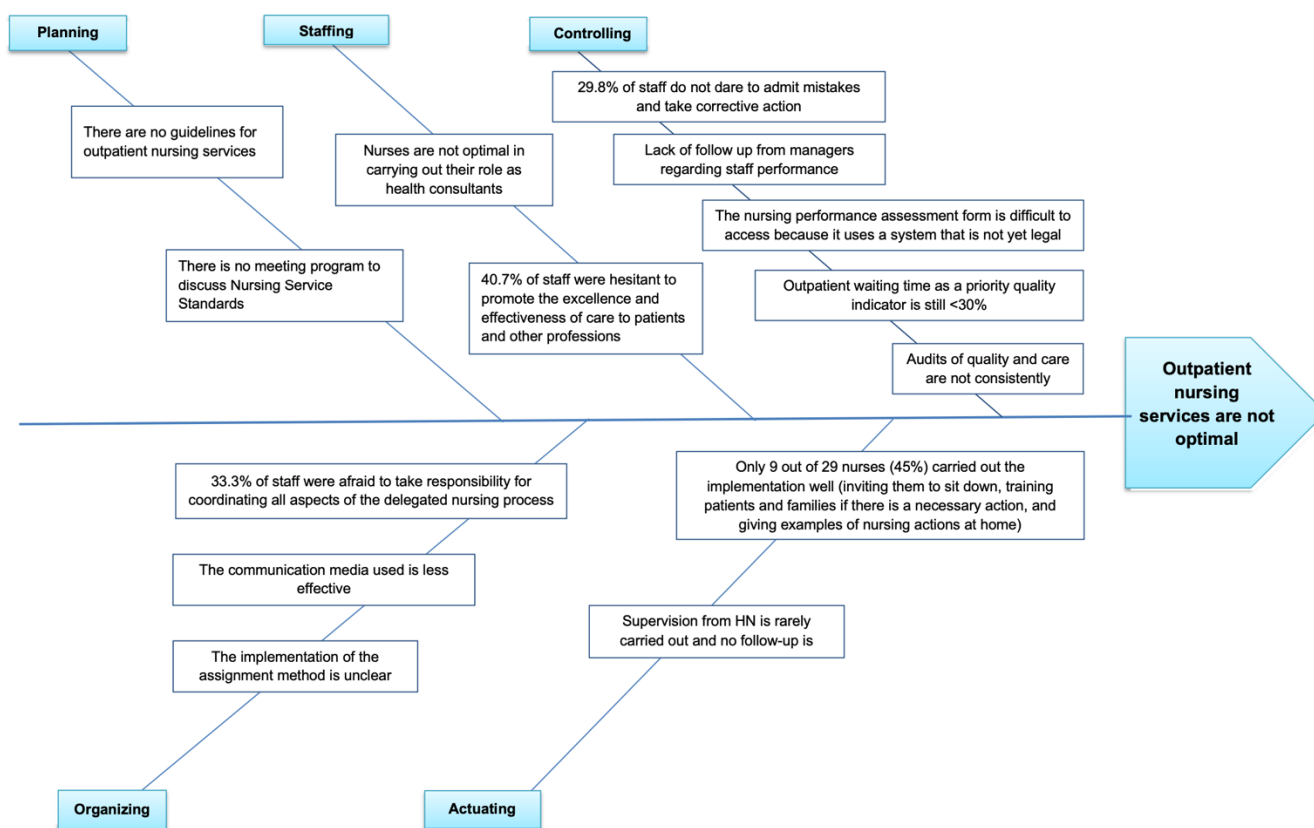 Planning
Staffing
Controlling
There are no guidelines for
outpatient nursing services
There is no meeting program to
discuss Nursing Service
Standards
Nurses are not optimal in
carrying out their role as
health consultants
40.7% of staff were hesitant to
promote the excellence and
effectiveness of care to patients
and other professions
29.8% of staff do not dare to admit mistakes
and take corrective action
Lack of follow up from managers
regarding staff performance
The nursing performance assessment form is difficult to
access because it uses a system that is not yet legal
Outpatient waiting time as a priority quality
indicator is still <30%
Audits of quality and care
are not consistently
Outpatient
nursing
services are not
optimal
33.3% of staff were afraid to take responsibility for
coordinating all aspects of the delegated nursing process
The communication media used is less
effective
The implementation of the
assignment method is unclear
Only 9 out of 29 nurses (45%) carried out the
implementation well (inviting them to sit down, training
patients and families if there is a necessary action, and
giving examples of nursing actions at home)
Supervision from HN is rarely
carried out and no follow-up is
Organizing
Actuating